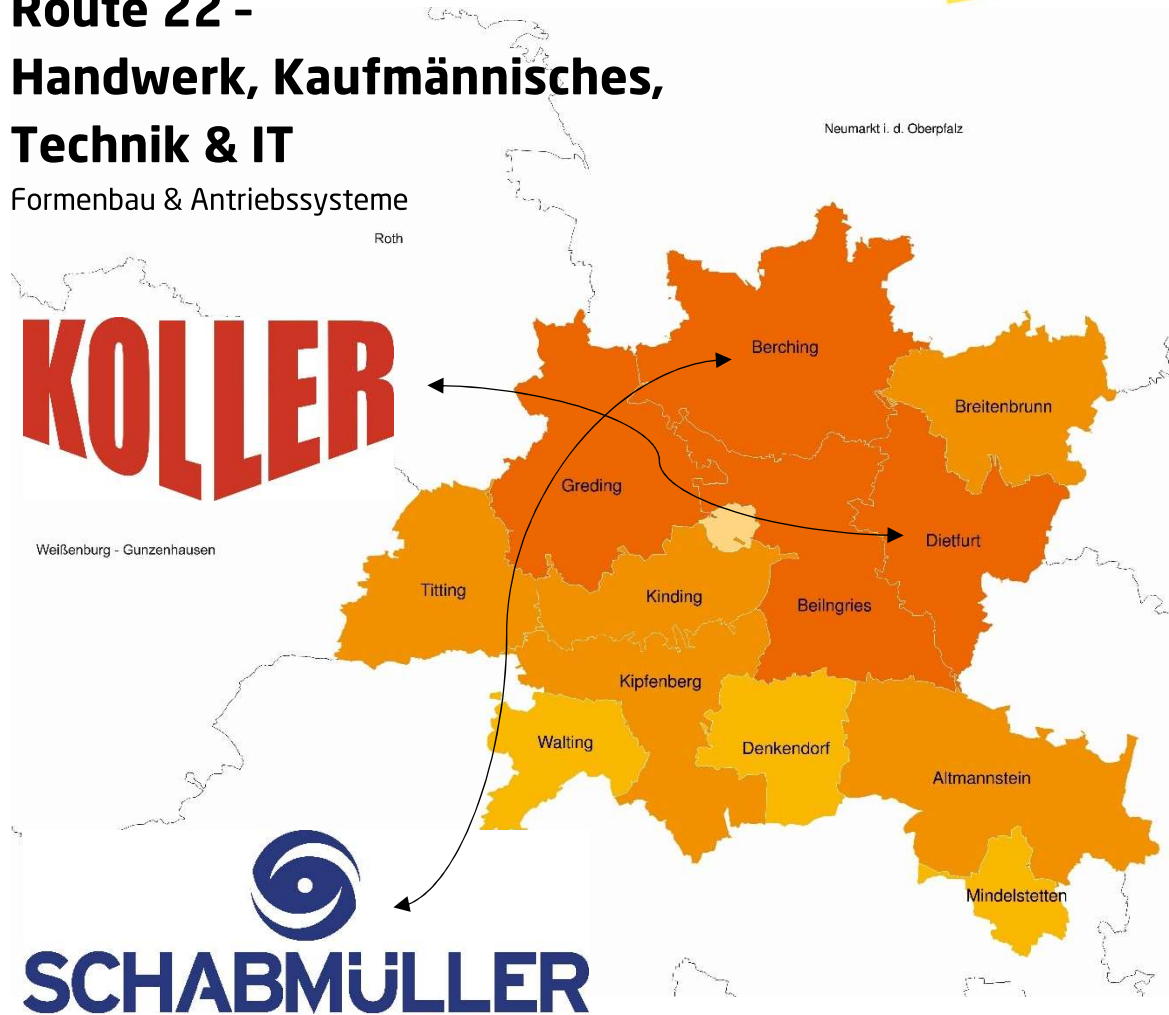 Route 22 –
Handwerk, Kaufmännisches,
Technik & IT
Formenbau & Antriebssysteme
Neumarkt i. d. Oberpfalz
Roth
KOLLER
Berching
Breitenbrunn
Greding
Dietfurt
Weißenburg - Gunzenhausen
Titting
Kinding
Beilngries
Kipfenberg
Walting
Denkendorf
Altmannstein
Mindelstetten
SCHABMÜLLER